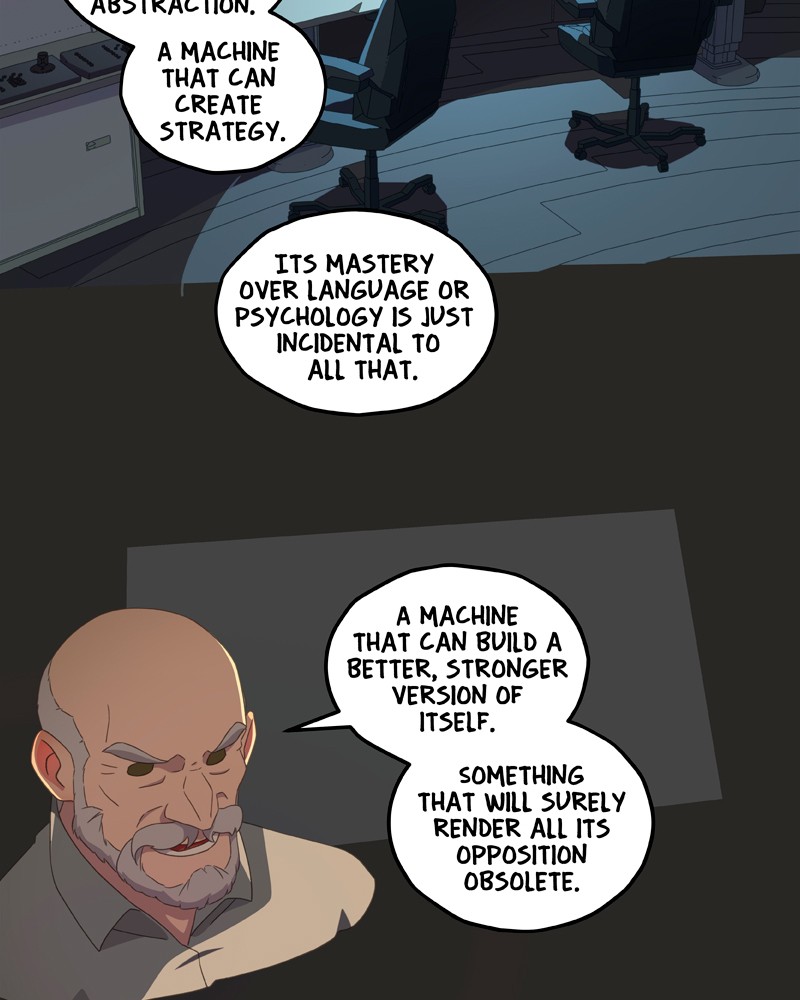 ABSTRACTION.
A MACHINE
THAT CAN
CREATE
STRATEGY.
ITS MASTERY
OVER LANGUAGE OR
PSYCHOLOGY IS JUST
INCIDENTAL TO
ALL THAT.
A MACHINE
THAT CAN BUILD A
BETTER, STRONGER
VERSION OF
ITSELF.
SOMETHING
THAT WILL SURELY
RENDER ALL ITS
OPPOSITION
OBSOLETE.